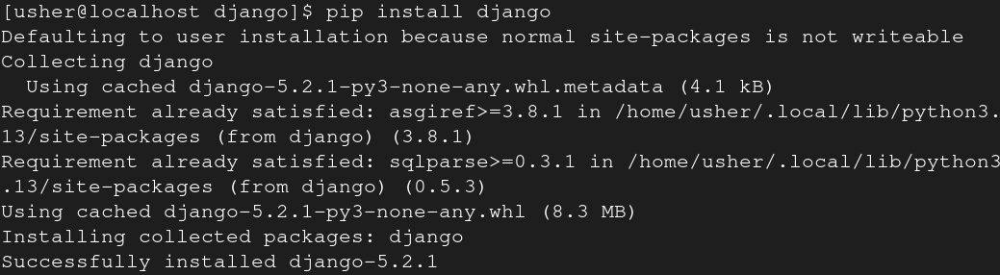 [usher@localhost django]$ pip install django
Defaulting to user installation because normal site-packages is not writeable
Collecting django
  Using cached django-5.2.1-py3-none-any.whl.metadata (4.1 kB)
Requirement already satisfied: asgiref>=3.8.1 in /home/usher/.local/lib/python3.
13/site-packages (from django) (3.8.1)
Requirement already satisfied: sqlparse>=0.3.1 in /home/usher/.local/lib/python3
.13/site-packages (from django) (0.5.3)
Using cached django-5.2.1-py3-none-any.whl (8.3 MB)
Installing collected packages: django
Successfully installed django-5.2.1